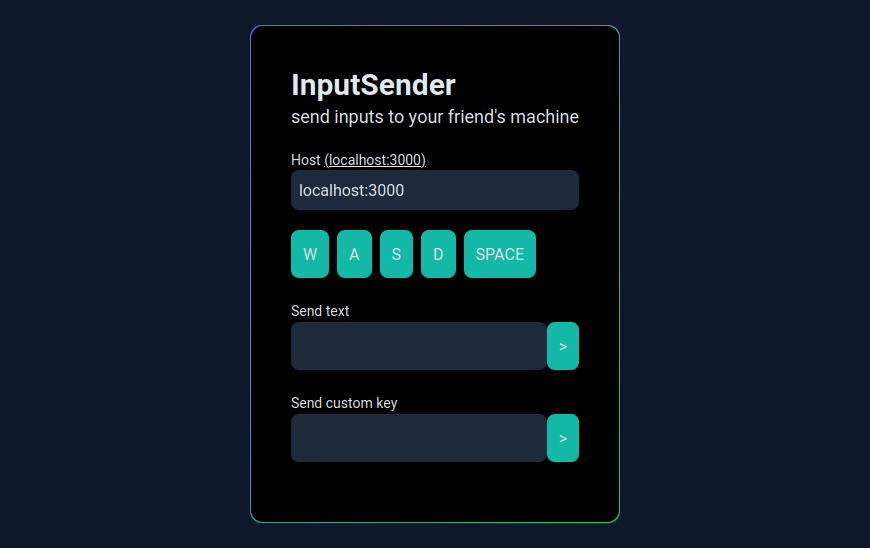 InputSender
send inputs to your friend's machine
Host (localhost:3000)
localhost:3000
W A S D SPACE
Send text
>
Send custom key
>